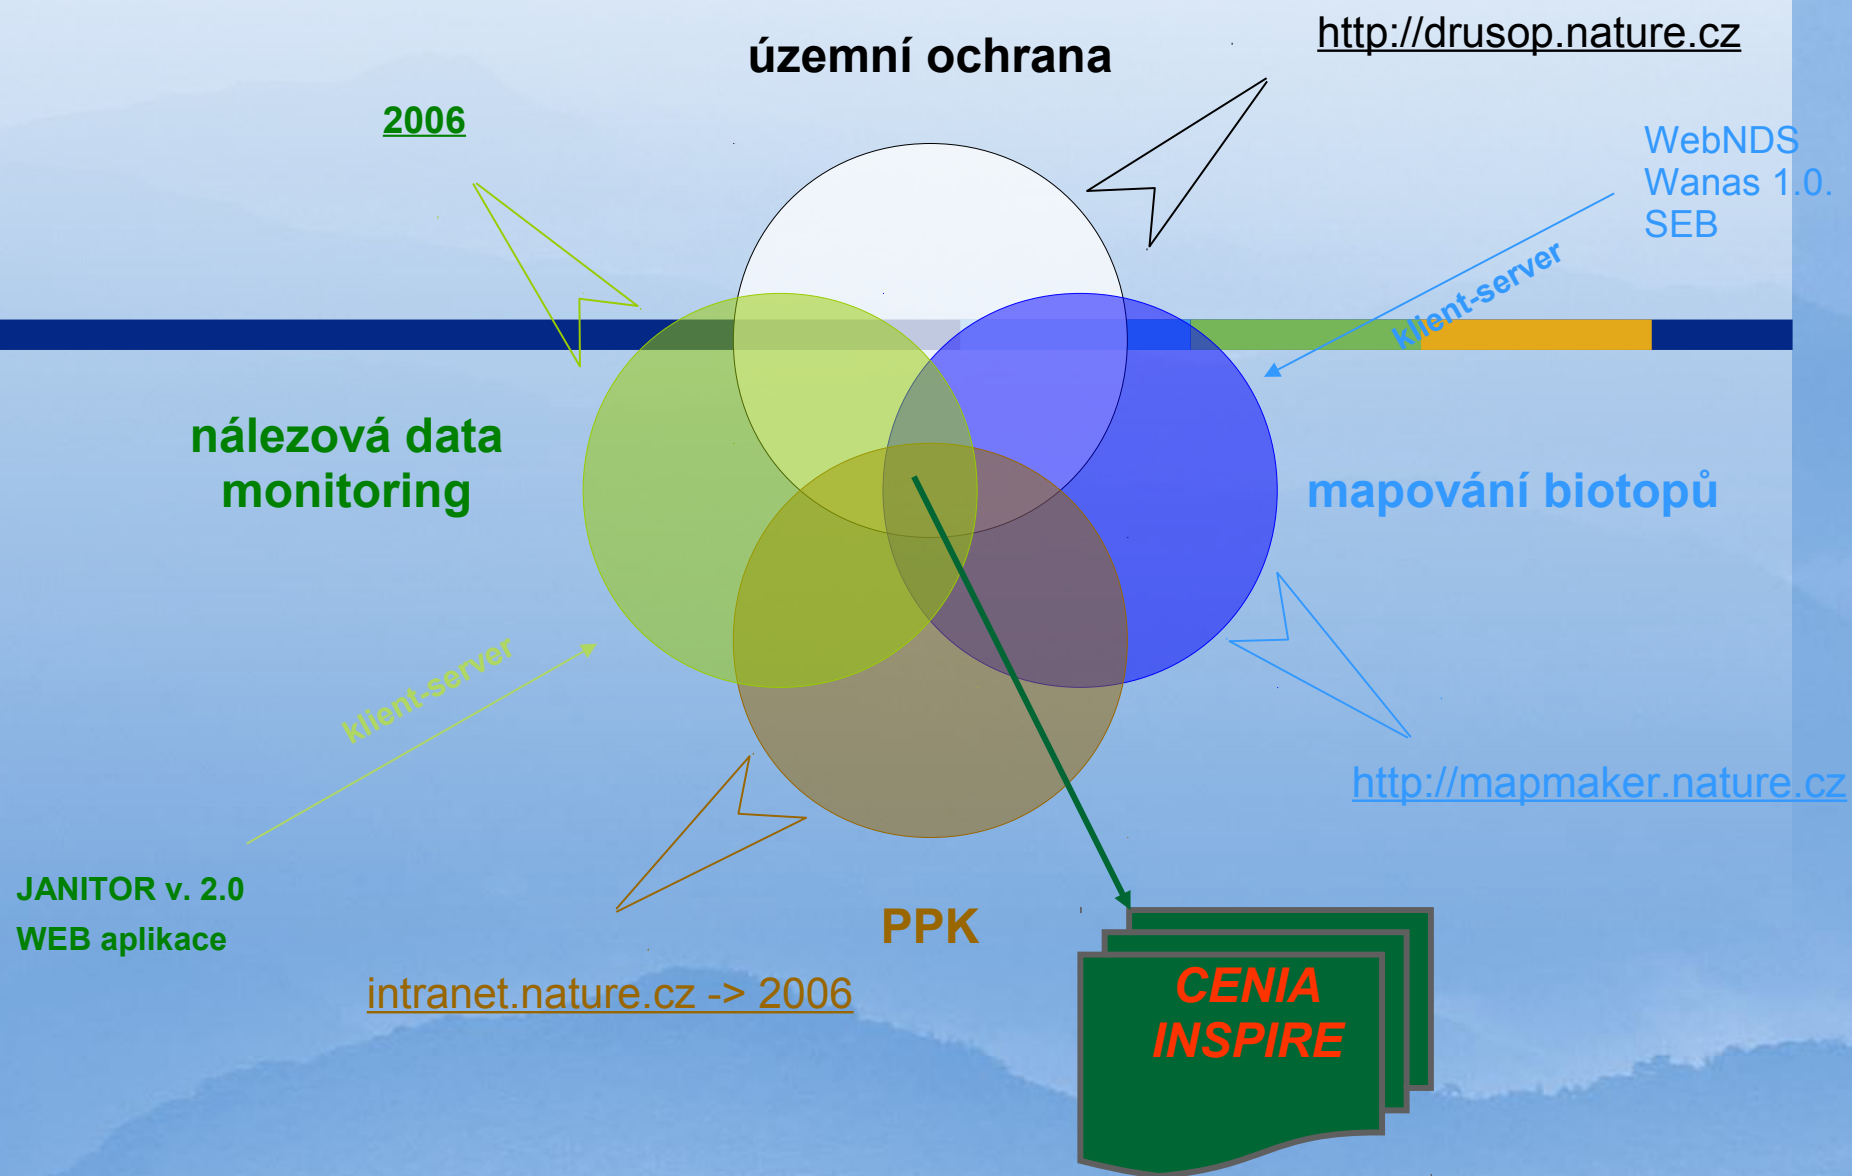 http://drusop.nature.cz
územní ochrana
2006
WebNDS
Wanas 1.0.
SEB
klient-server
nálezová data
monitoring
mapování biotopů
klient-server
http://mapmaker.nature.cz
JANITOR v. 2.0
WEB aplikace
PPK
intranet.nature.cz -> 2006
CENIA
INSPIRE